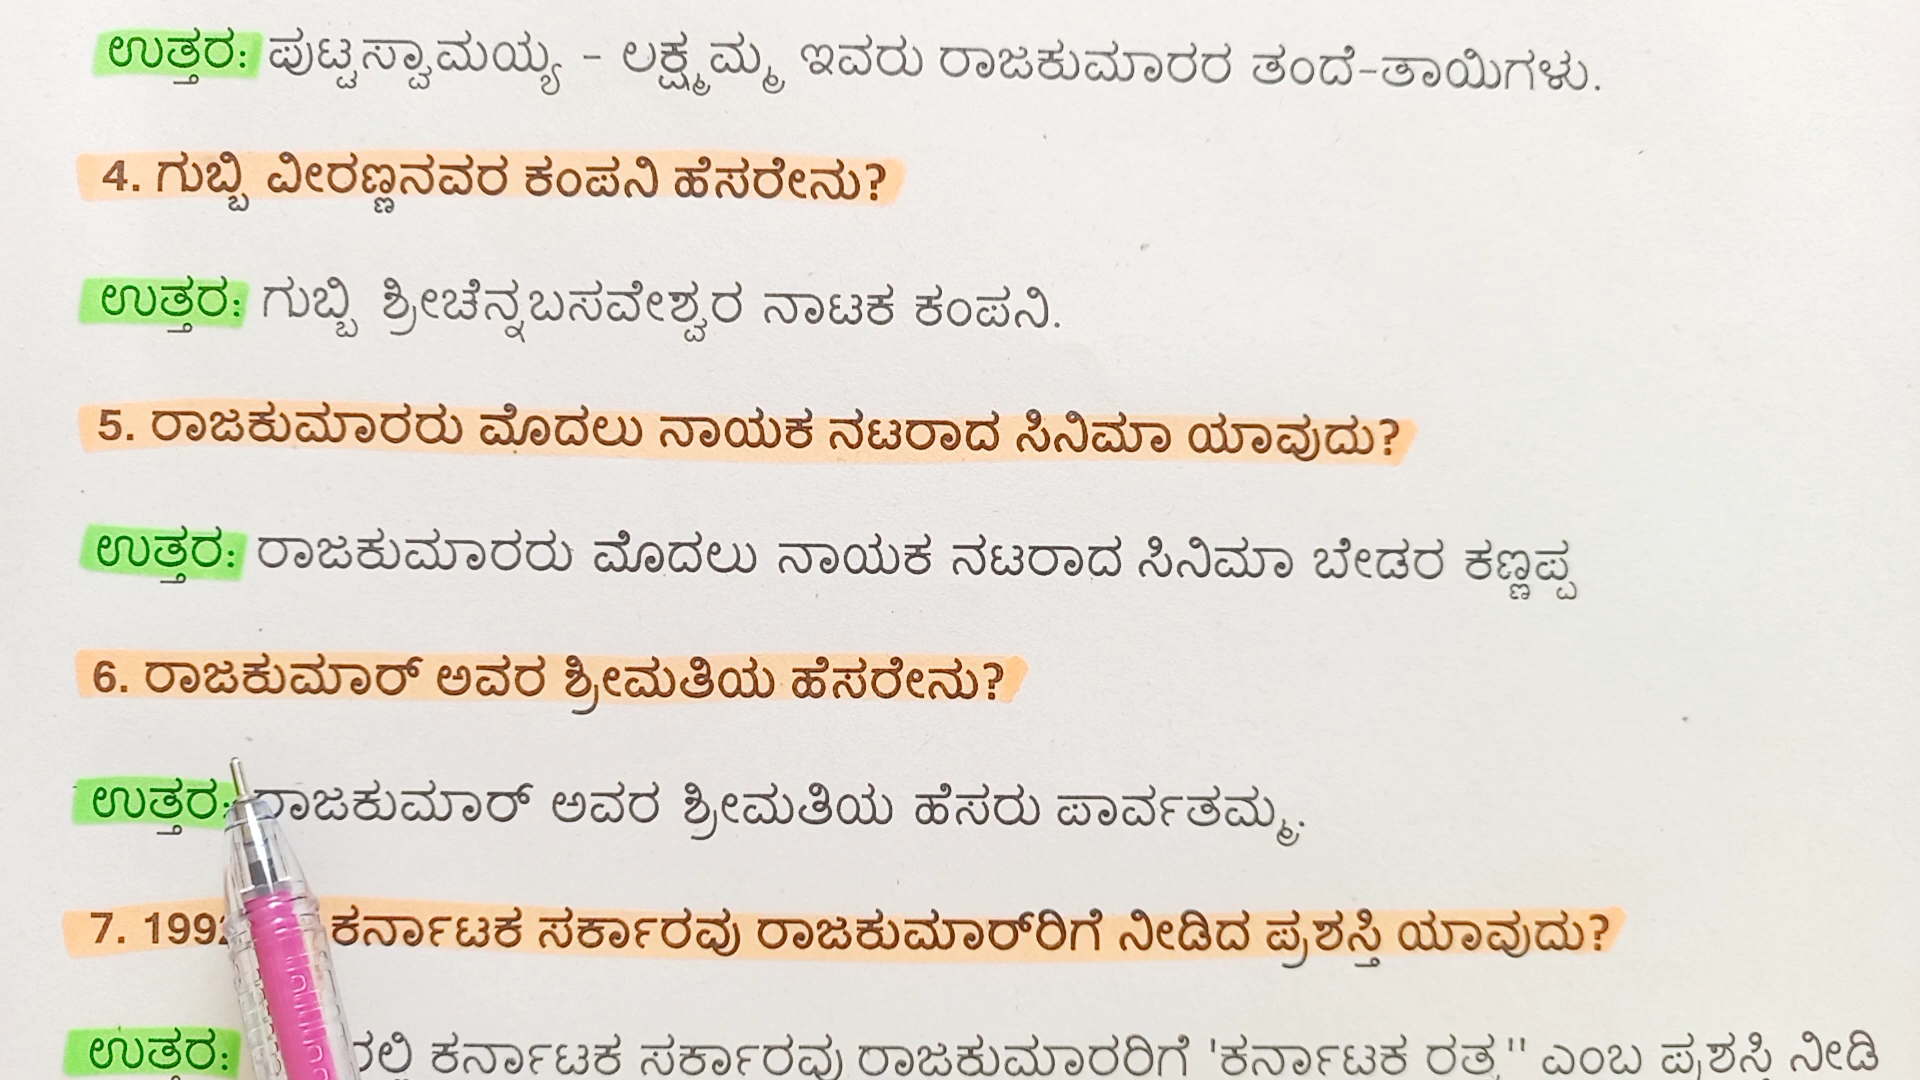 ಉತ್ತರ: ಪುಟ್ಟಸ್ವಾಮಯ್ಯ - ಲಕ್ಷ್ಮಮ್ಮ ಇವರು ರಾಜಕುಮಾರರ ತಂದೆ-ತಾಯಿಗಳು.
4. ಗುಬ್ಬಿ ವೀರಣ್ಣನವರ ಕಂಪನಿ ಹೆಸರೇನು?
ಉತ್ತರ: ಗುಬ್ಬಿ ಶ್ರೀಚೆನ್ನಬಸವೇಶ್ವರ ನಾಟಕ ಕಂಪನಿ.
5. ರಾಜಕುಮಾರರು ಮೊದಲು ನಾಯಕ ನಟರಾದ ಸಿನಿಮಾ ಯಾವುದು?
ಉತ್ತರ: ರಾಜಕುಮಾರರು ಮೊದಲು ನಾಯಕ ನಟರಾದ ಸಿನಿಮಾ ಬೇಡರ ಕಣ್ಣಪ್ಪ
6. ರಾಜಕುಮಾರ್ ಅವರ ಶ್ರೀಮತಿಯ ಹೆಸರೇನು?
ಉತ್ತರ: ರಾಜಕುಮಾರ್ ಅವರ ಶ್ರೀಮತಿಯ ಹೆಸರು ಪಾರ್ವತಮ್ಮ.
7. ಕರ್ನಾಟಕ ಸರ್ಕಾರವು ರಾಜಕುಮಾರ್‌ರಿಗೆ ನೀಡಿದ ಪ್ರಶಸ್ತಿ ಯಾವುದು?
ಉತ್ತರ: ಕರ್ನಾಟಕ ಸರ್ಕಾರವು ರಾಜಕುಮಾರರಿಗೆ 'ಕರ್ನಾಟಕ ರತ್ನ" ಎಂಬ ಪ್ರಶಸ್ತಿ ನೀಡಿ